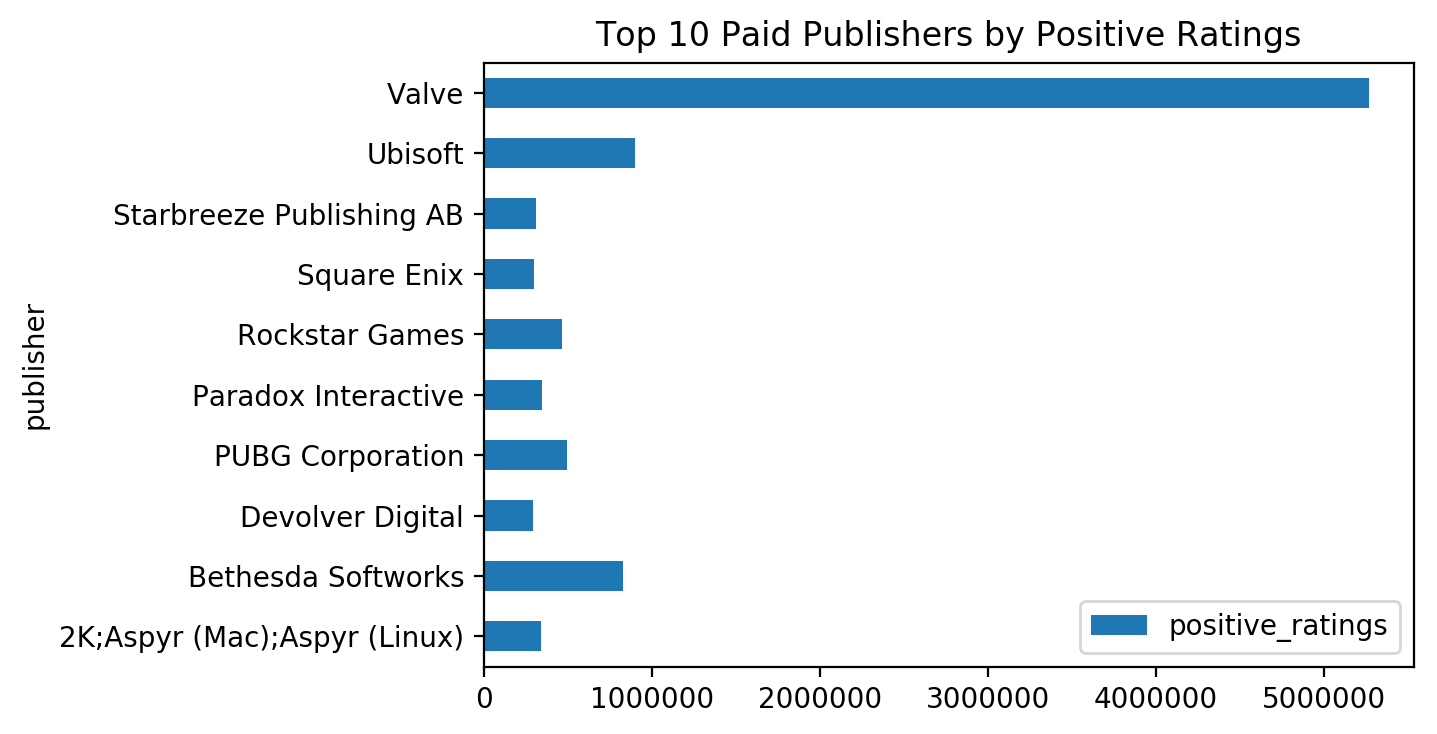 Top 10 Paid Publishers by Positive Ratings
publisher
Valve
Ubisoft
Starbreeze Publishing AB
Square Enix
Rockstar Games
Paradox Interactive
PUBG Corporation
Devolver Digital
Bethesda Softworks
2K;Aspyr (Mac);Aspyr (Linux)
positive_ratings
0 1000000 2000000 3000000 4000000 5000000